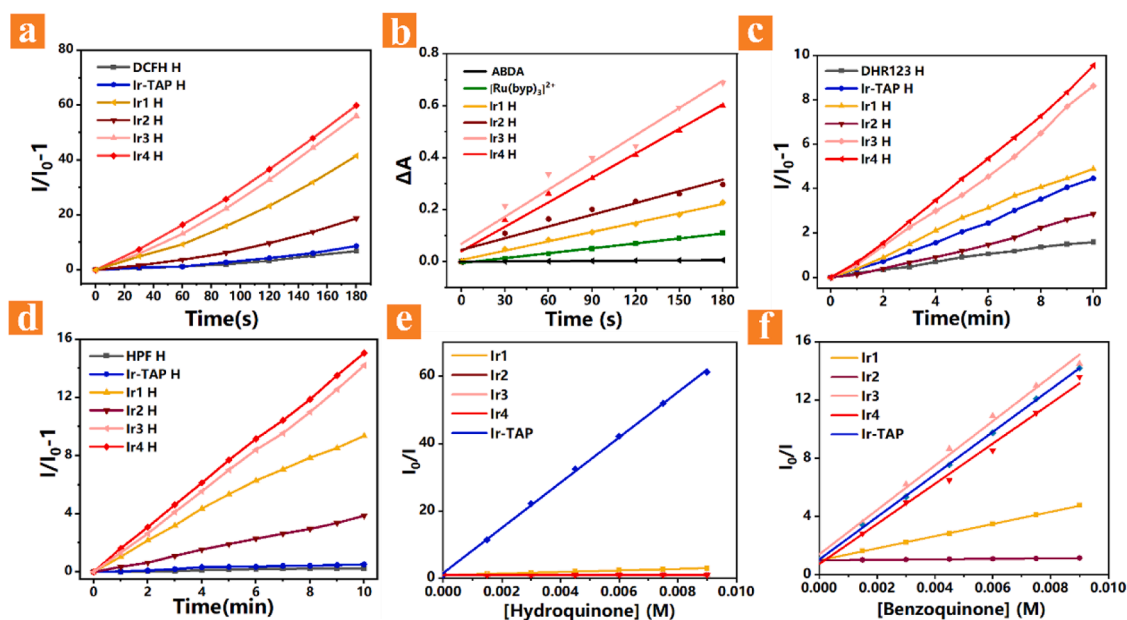 a
I/I₀-1
80
60
40
20
0
DCFH H
Ir-TAP H
Ir1 H
Ir2 H
Ir3 H
Ir4 H
0 30 60 90 120 150 180
Time(s)
b
ΔA
0.8
0.6
0.4
0.2
0.0
ABDA
|Ru(byp)₃|²⁺
Ir1 H
Ir2 H
Ir3 H
Ir4 H
0 30 60 90 120 150 180
Time (s)
c
I/I₀-1
10
8
6
4
2
0
DHR123 H
Ir-TAP H
Ir1 H
Ir2 H
Ir3 H
Ir4 H
0 2 4 6 8 10
Time(min)
d
I/I₀-1
16
12
8
4
0
HPF H
Ir-TAP H
Ir1 H
Ir2 H
Ir3 H
Ir4 H
0 2 4 6 8 10
Time(min)
e
I₀/I
60
40
20
0
Ir1
Ir2
Ir3
Ir4
Ir-TAP
0.000 0.002 0.004 0.006 0.008 0.010
[Hydroquinone] (M)
f
I₀/I
16
12
8
4
0
Ir1
Ir2
Ir3
Ir4
Ir-TAP
0.000 0.002 0.004 0.006 0.008 0.010
[Benzoquinone] (M)